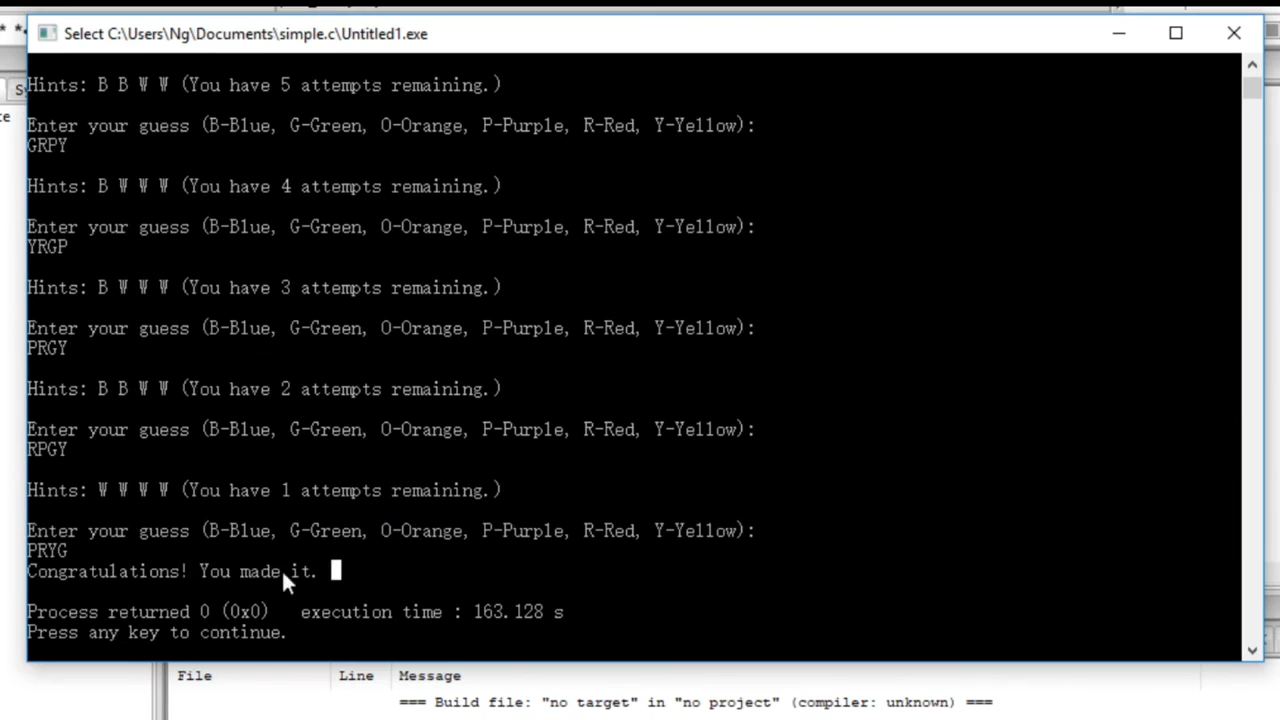 Select C:\Users\Ng\Documents\simple.c\Untitled1.exe
Hints: B B W W (You have 5 attempts remaining.)
Enter your guess (B-Blue, G-Green, O-Orange, P-Purple, R-Red, Y-Yellow):
GRPY
Hints: B W W W (You have 4 attempts remaining.)
Enter your guess (B-Blue, G-Green, O-Orange, P-Purple, R-Red, Y-Yellow):
YRGP
Hints: B W W W (You have 3 attempts remaining.)
Enter your guess (B-Blue, G-Green, O-Orange, P-Purple, R-Red, Y-Yellow):
PRGY
Hints: B B W W (You have 2 attempts remaining.)
Enter your guess (B-Blue, G-Green, O-Orange, P-Purple, R-Red, Y-Yellow):
RPGY
Hints: W W W W (You have 1 attempts remaining.)
Enter your guess (B-Blue, G-Green, O-Orange, P-Purple, R-Red, Y-Yellow):
PRYG
Congratulations! You made it.
Process returned 0 (0x0)   execution time : 163.128 s
Press any key to continue.
File Line Message
=== Build file: "no target" in "no project" (compiler: unknown) ===